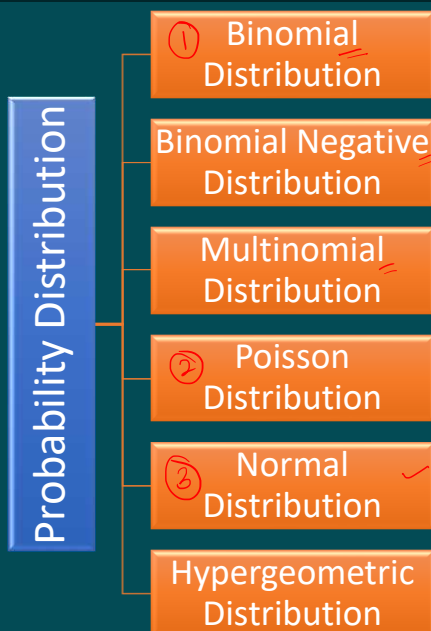 Probability Distribution
① Binomial
Distribution
Binomial Negative
Distribution
Multinomial
Distribution
② Poisson
Distribution
③ Normal
Distribution
Hypergeometric
Distribution